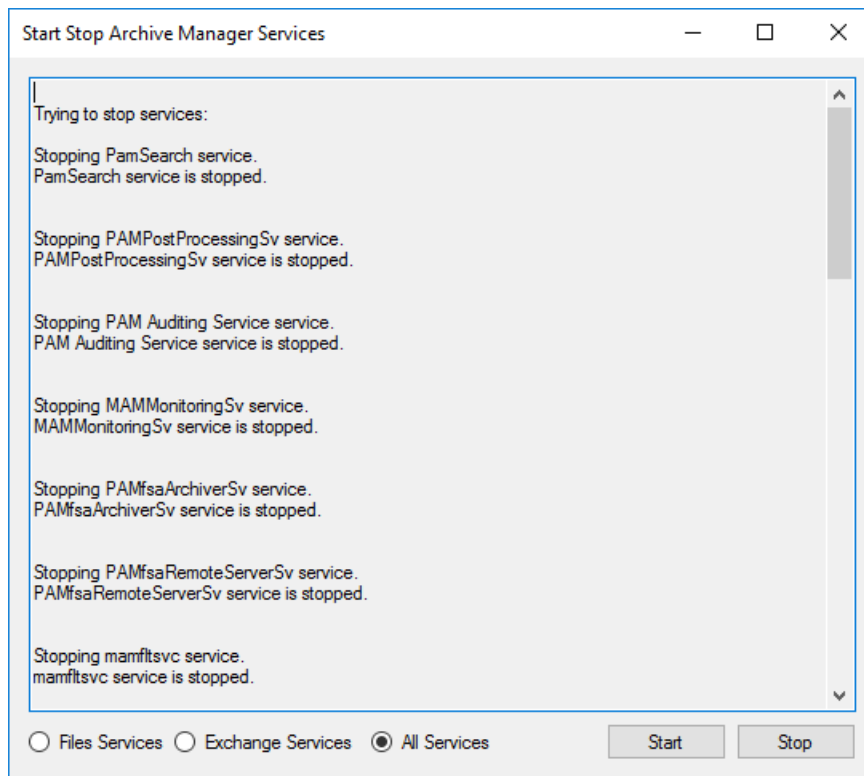 Start Stop Archive Manager Services
Trying to stop services:
Stopping PamSearch service.
PamSearch service is stopped.
Stopping PAMPostProcessingSv service.
PAMPostProcessingSv service is stopped.
Stopping PAM Auditing Service service.
PAM Auditing Service service is stopped.
Stopping MAMMonitoringSv service.
MAMMonitoringSv service is stopped.
Stopping PAMfsaArchiverSv service.
PAMfsaArchiverSv service is stopped.
Stopping PAMfsaRemoteServerSv service.
PAMfsaRemoteServerSv service is stopped.
Stopping mamfltsvc service.
mamfltsvc service is stopped.
Files Services Exchange Services All Services Start Stop